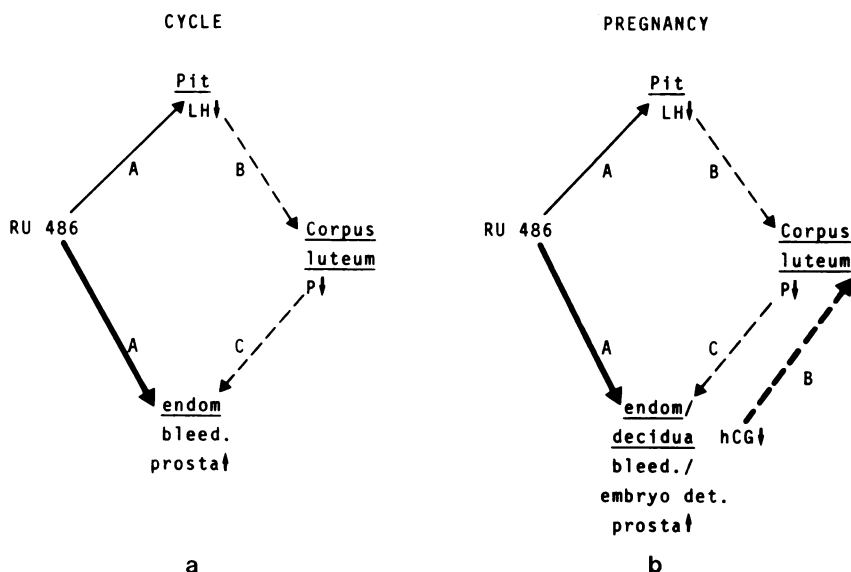 CYCLE
Pit
LH↓
A
B
RU 486
Corpus
luteum
P↓
A
C
endom
bleed.
prosta↑
a
PREGNANCY
Pit
LH↓
A
B
RU 486
Corpus
luteum
P↓
A
C
B
endom/
decidua
hCG↓
bleed./
embryo det.
prosta↑
b